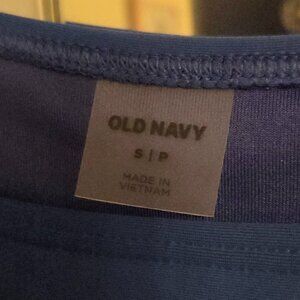 OLD NAVY
S | P
MADE IN
VIETNAM